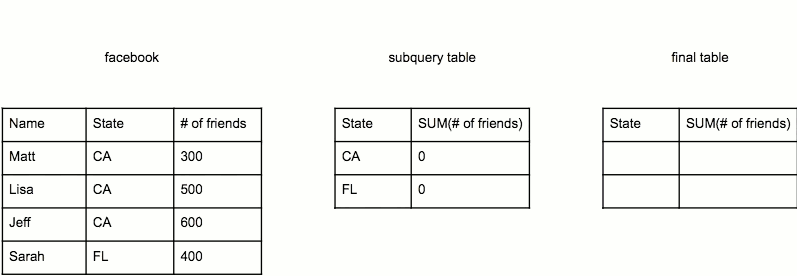 facebook subquery table final table
Name State # of friends State SUM(# of friends) State SUM(# of friends)
Matt CA 300 CA 0
Lisa CA 500 FL 0
Jeff CA 600
Sarah FL 400